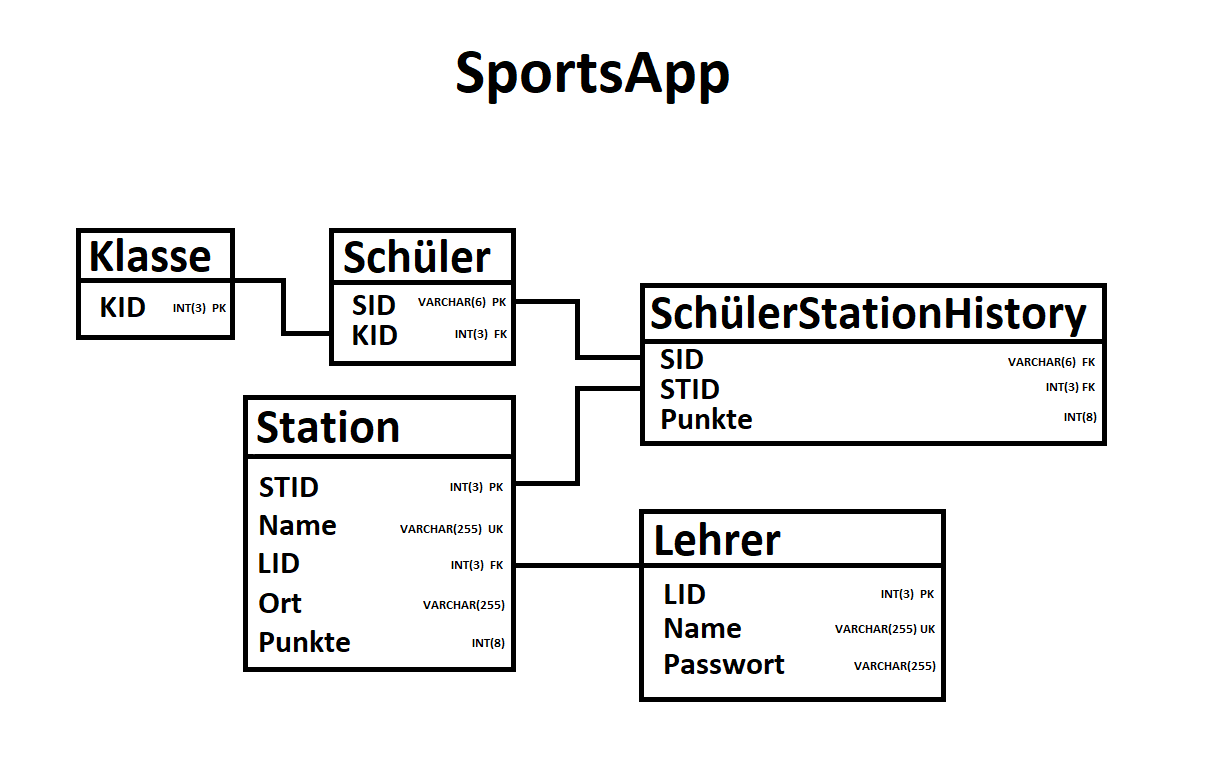 SportsApp
Klasse
KID INT(3) PK
Schüler
SID VARCHAR(6) PK
KID INT(3) FK
SchülerStationHistory
SID VARCHAR(6) FK
STID INT(3) FK
Punkte INT(8)
Station
STID INT(3) PK
Name VARCHAR(255) UK
LID INT(3) FK
Ort VARCHAR(255)
Punkte INT(8)
Lehrer
LID INT(3) PK
Name VARCHAR(255) UK
Passwort VARCHAR(255)